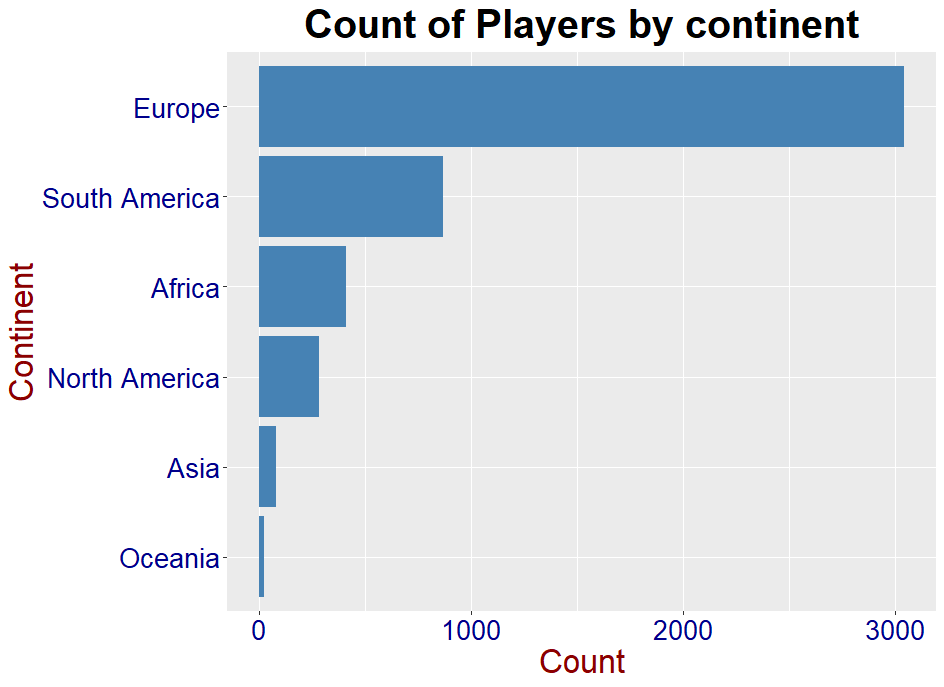 Count of Players by continent
Continent
Europe
South America
Africa
North America
Asia
Oceania
0 1000 2000 3000
Count